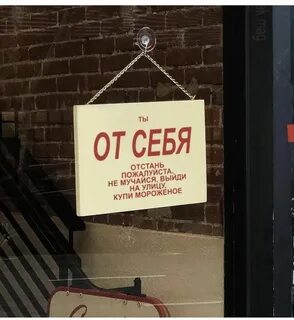 ТЫ
ОТ СЕБЯ
ОТСТАНЬ
ПОЖАЛУЙСТА,
НЕ МУЧАЙСЯ, ВЫЙДИ
НА УЛИЦУ,
КУПИ МОРОЖЕНОЕ